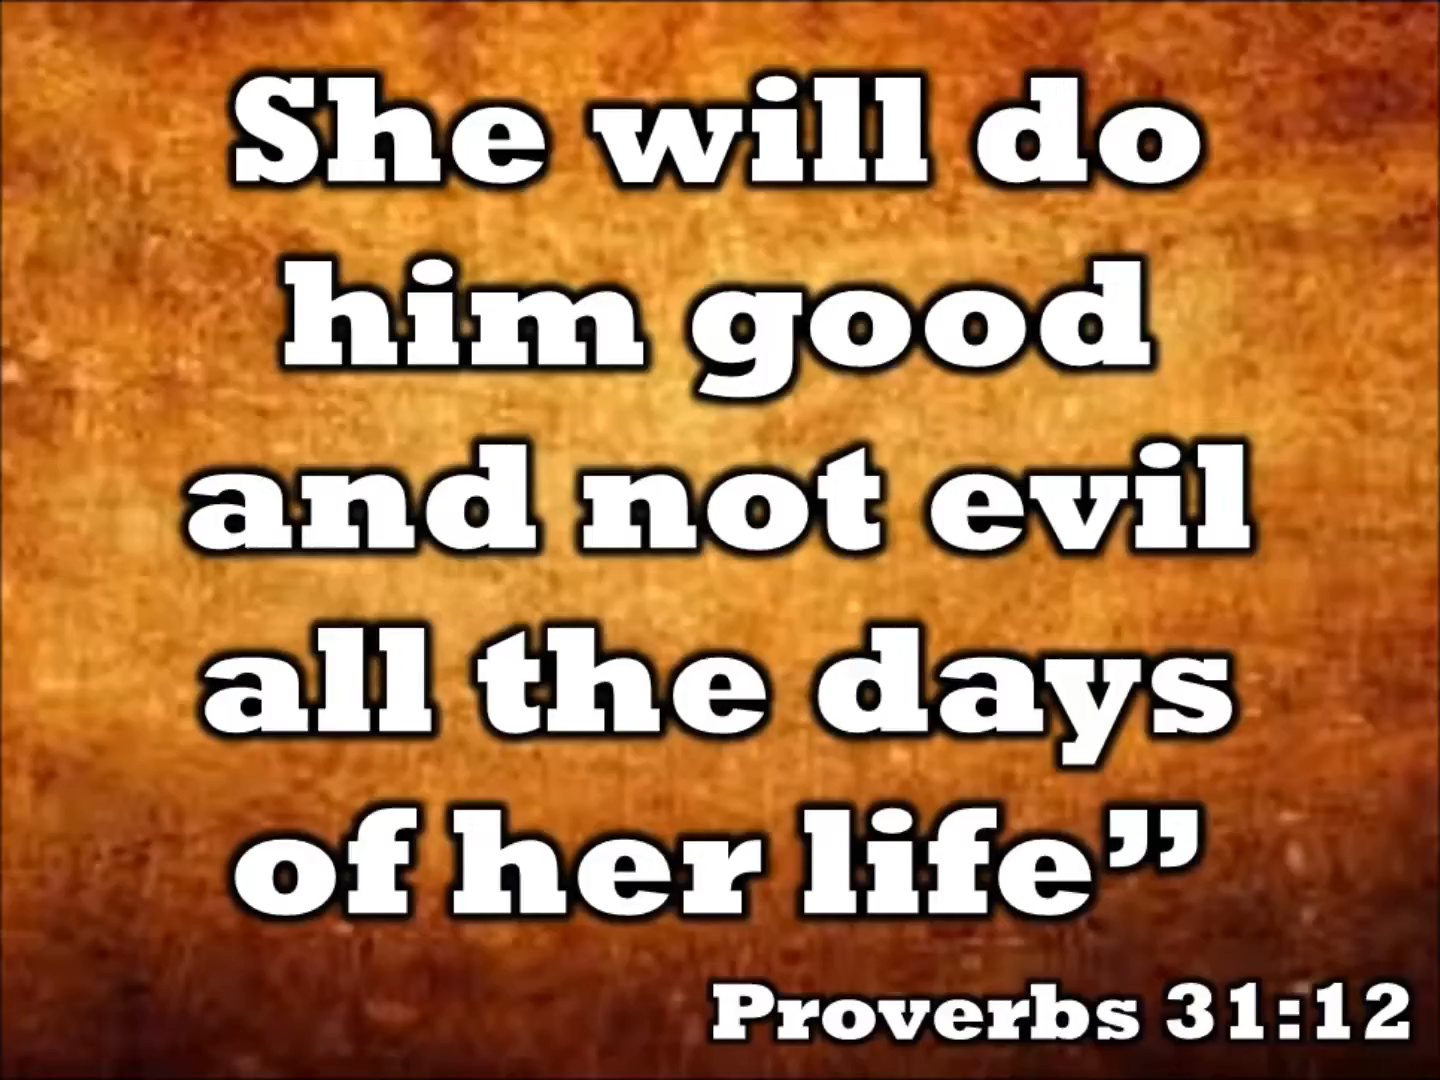 She will do
him good
and not evil
all the days
of her life”
Proverbs 31:12